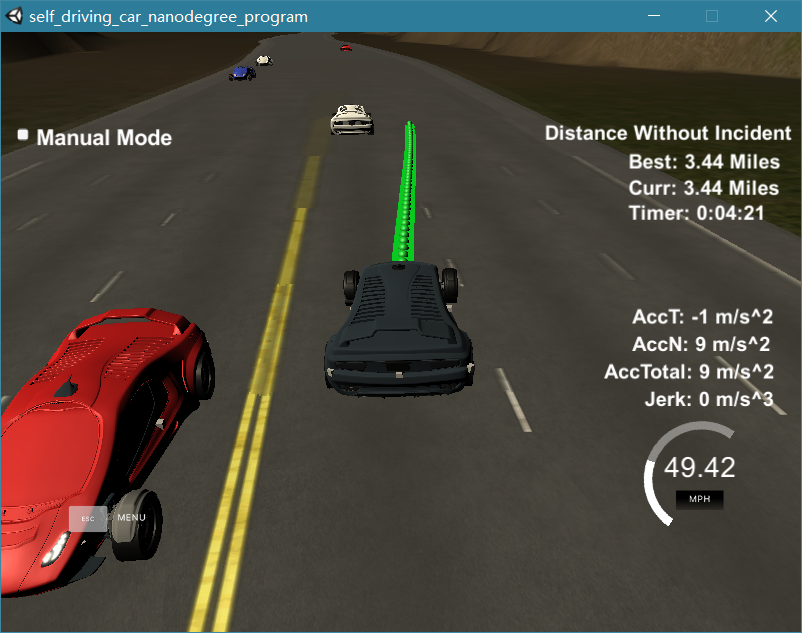 self_driving_car_nanodegree_program
Manual Mode
Distance Without Incident
Best: 3.44 Miles
Curr: 3.44 Miles
Timer: 0:04:21
AccT: -1 m/s^2
AccN: 9 m/s^2
AccTotal: 9 m/s^2
Jerk: 0 m/s^3
49.42
MPH
ESC MENU